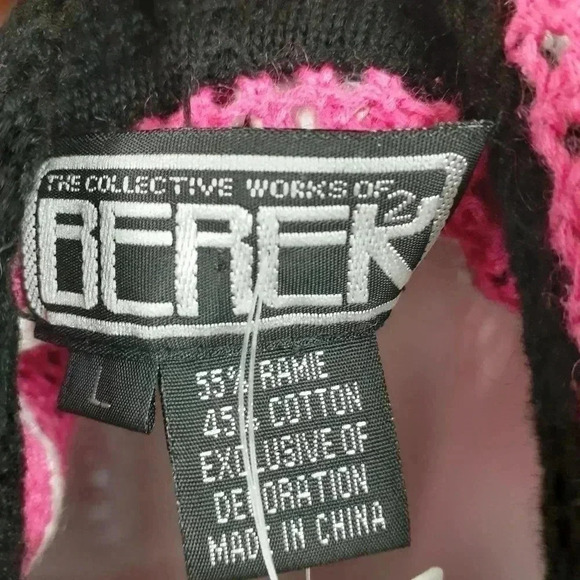 THE COLLECTIVE WORKS OF
BEREK 2
L
55% RAMIE
45% COTTON
EXCLUSIVE OF
DECORATION
MADE IN CHINA